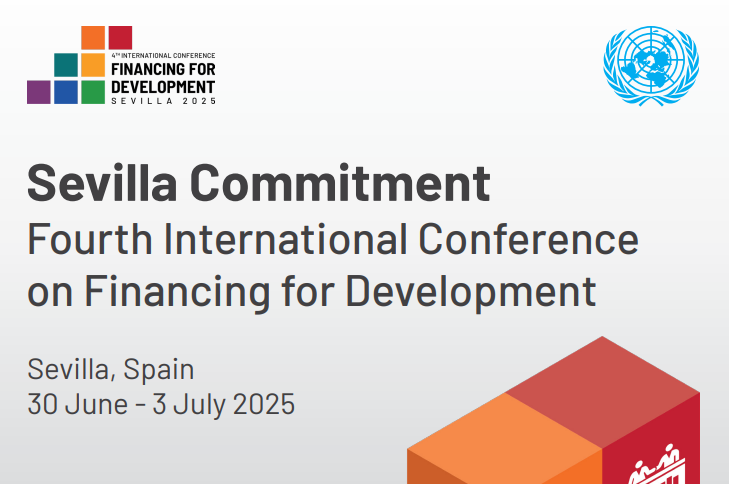 4TH INTERNATIONAL CONFERENCE
FINANCING FOR
DEVELOPMENT
SEVILLA 2025
Sevilla Commitment
Fourth International Conference
on Financing for Development
Sevilla, Spain
30 June - 3 July 2025